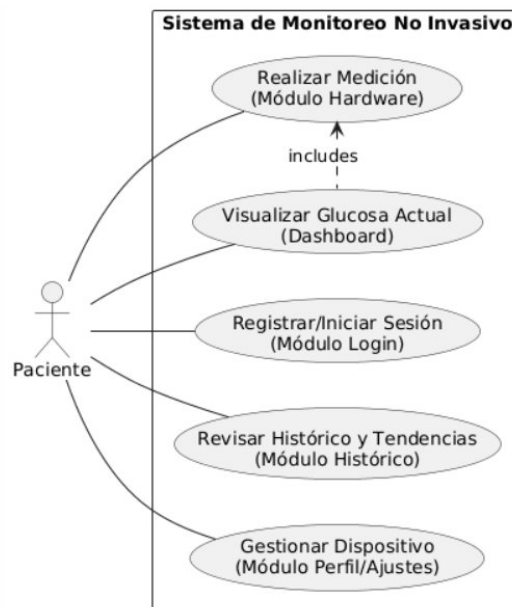 Sistema de Monitoreo No Invasivo
Realizar Medición
(Módulo Hardware)
includes
Visualizar Glucosa Actual
(Dashboard)
Registrar/Iniciar Sesión
(Módulo Login)
Paciente
Revisar Histórico y Tendencias
(Módulo Histórico)
Gestionar Dispositivo
(Módulo Perfil/Ajustes)